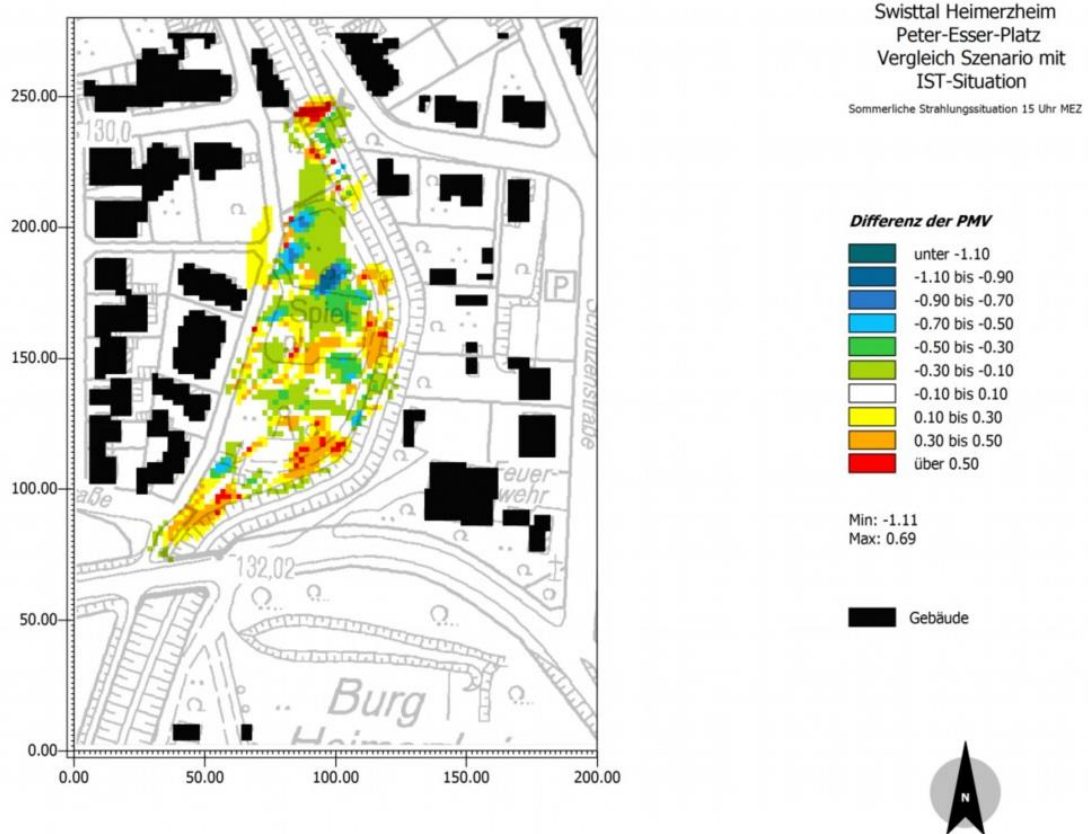 Swisttal Heimerzheim
Peter-Esser-Platz
Vergleich Szenario mit
IST-Situation
Sommerliche Strahlungssituation 15 Uhr MEZ
250.00
200.00
150.00
100.00
50.00
0.00
0.00 50.00 100.00 150.00 200.00
130,0
P
Spiel
Feuer-
wehr
aße
132,02
Burg
Differenz der PMV
unter -1.10
-1.10 bis -0.90
-0.90 bis -0.70
-0.70 bis -0.50
-0.50 bis -0.30
-0.30 bis -0.10
-0.10 bis 0.10
0.10 bis 0.30
0.30 bis 0.50
über 0.50
Min: -1.11
Max: 0.69
Gebäude
N